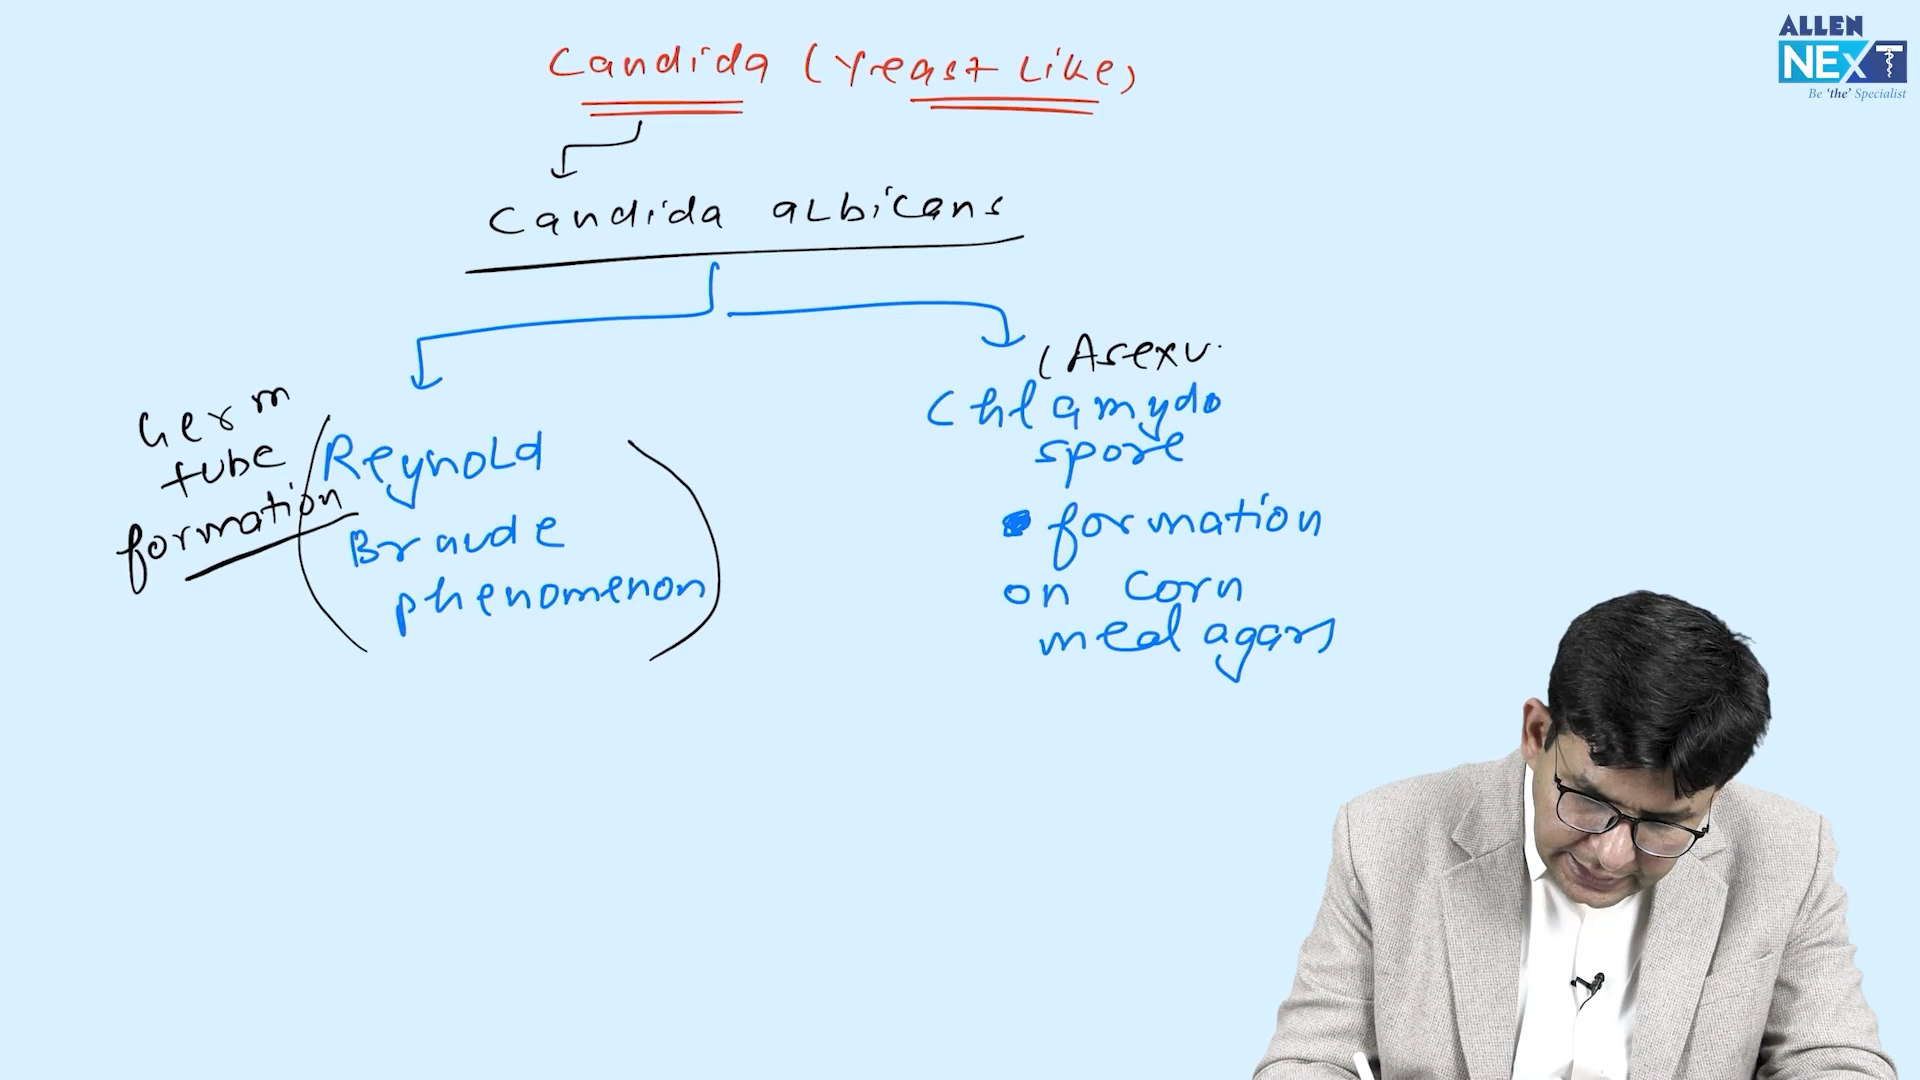 Candida (Yeast Like)
Candida albicans
Germ
tube
formation
Reynold
Braude
phenomenon
(Asexu.
Chlamydo
spore
formation
on corn
meal agar)
ALLEN
NEXT
Be 'the' Specialist